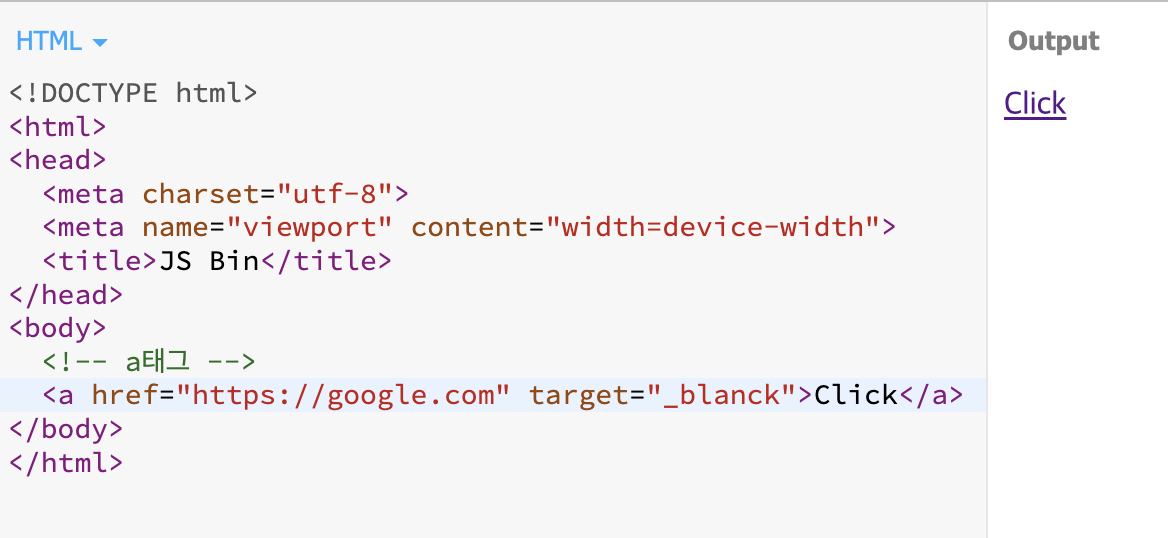 HTML
Output
<!DOCTYPE html>
<html>
<head>
  <meta charset="utf-8">
  <meta name="viewport" content="width=device-width">
  <title>JS Bin</title>
</head>
<body>
  <!-- a태그 -->
  <a href="https://google.com" target="_blanck">Click</a>
</body>
</html>
Click